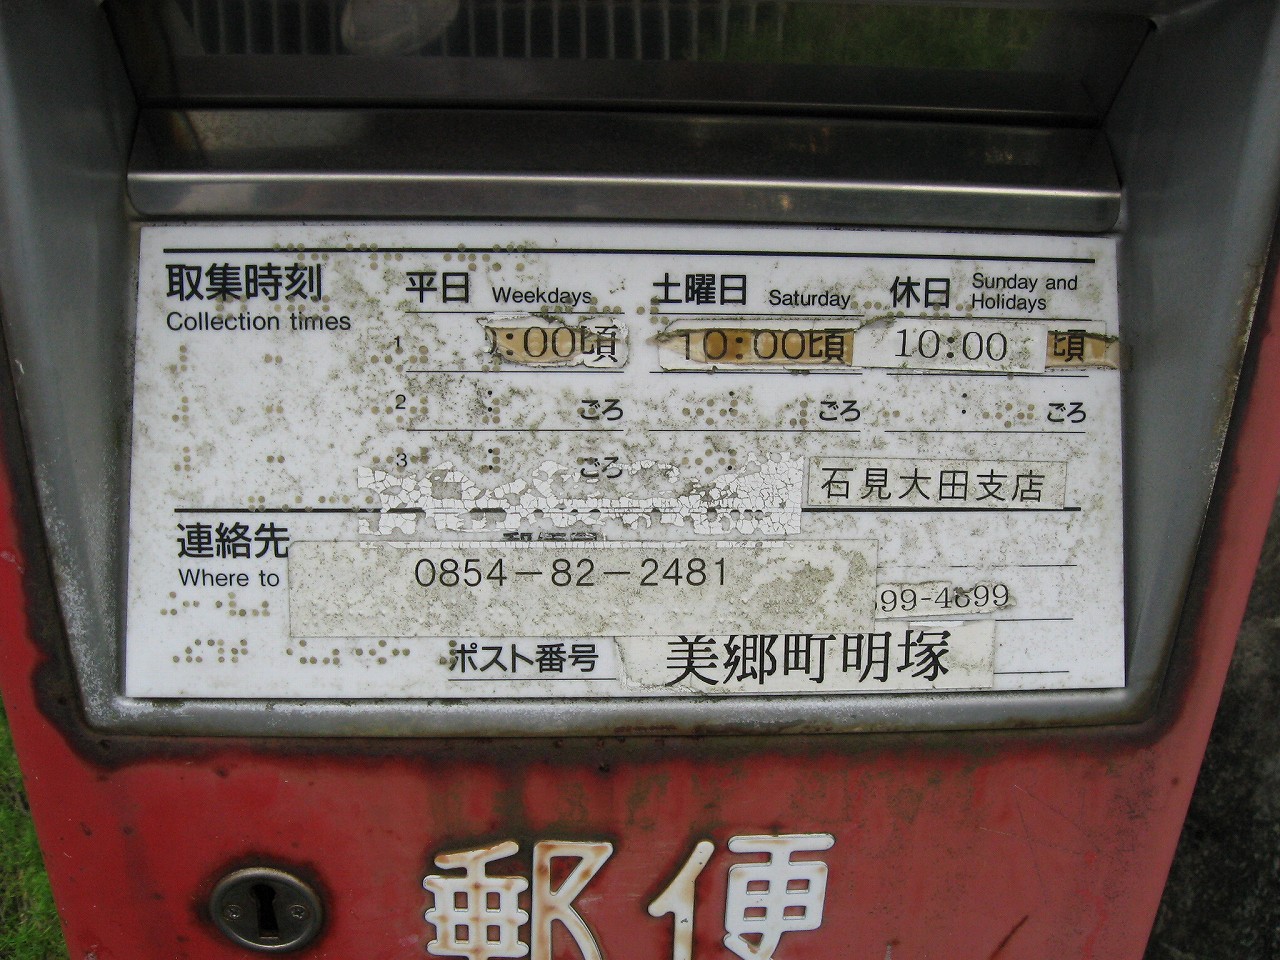 取集時刻 平日 Weekdays 土曜日 Saturday 休日 Sunday and Holidays
Collection times
1 :00頃 10:00頃 10:00 頃
2 : ごろ : ごろ : ごろ
3 : ごろ :
石見大田支店
連絡先
Where to
0854-82-2481
99-4699
ポスト番号 美郷町明塚
郵便